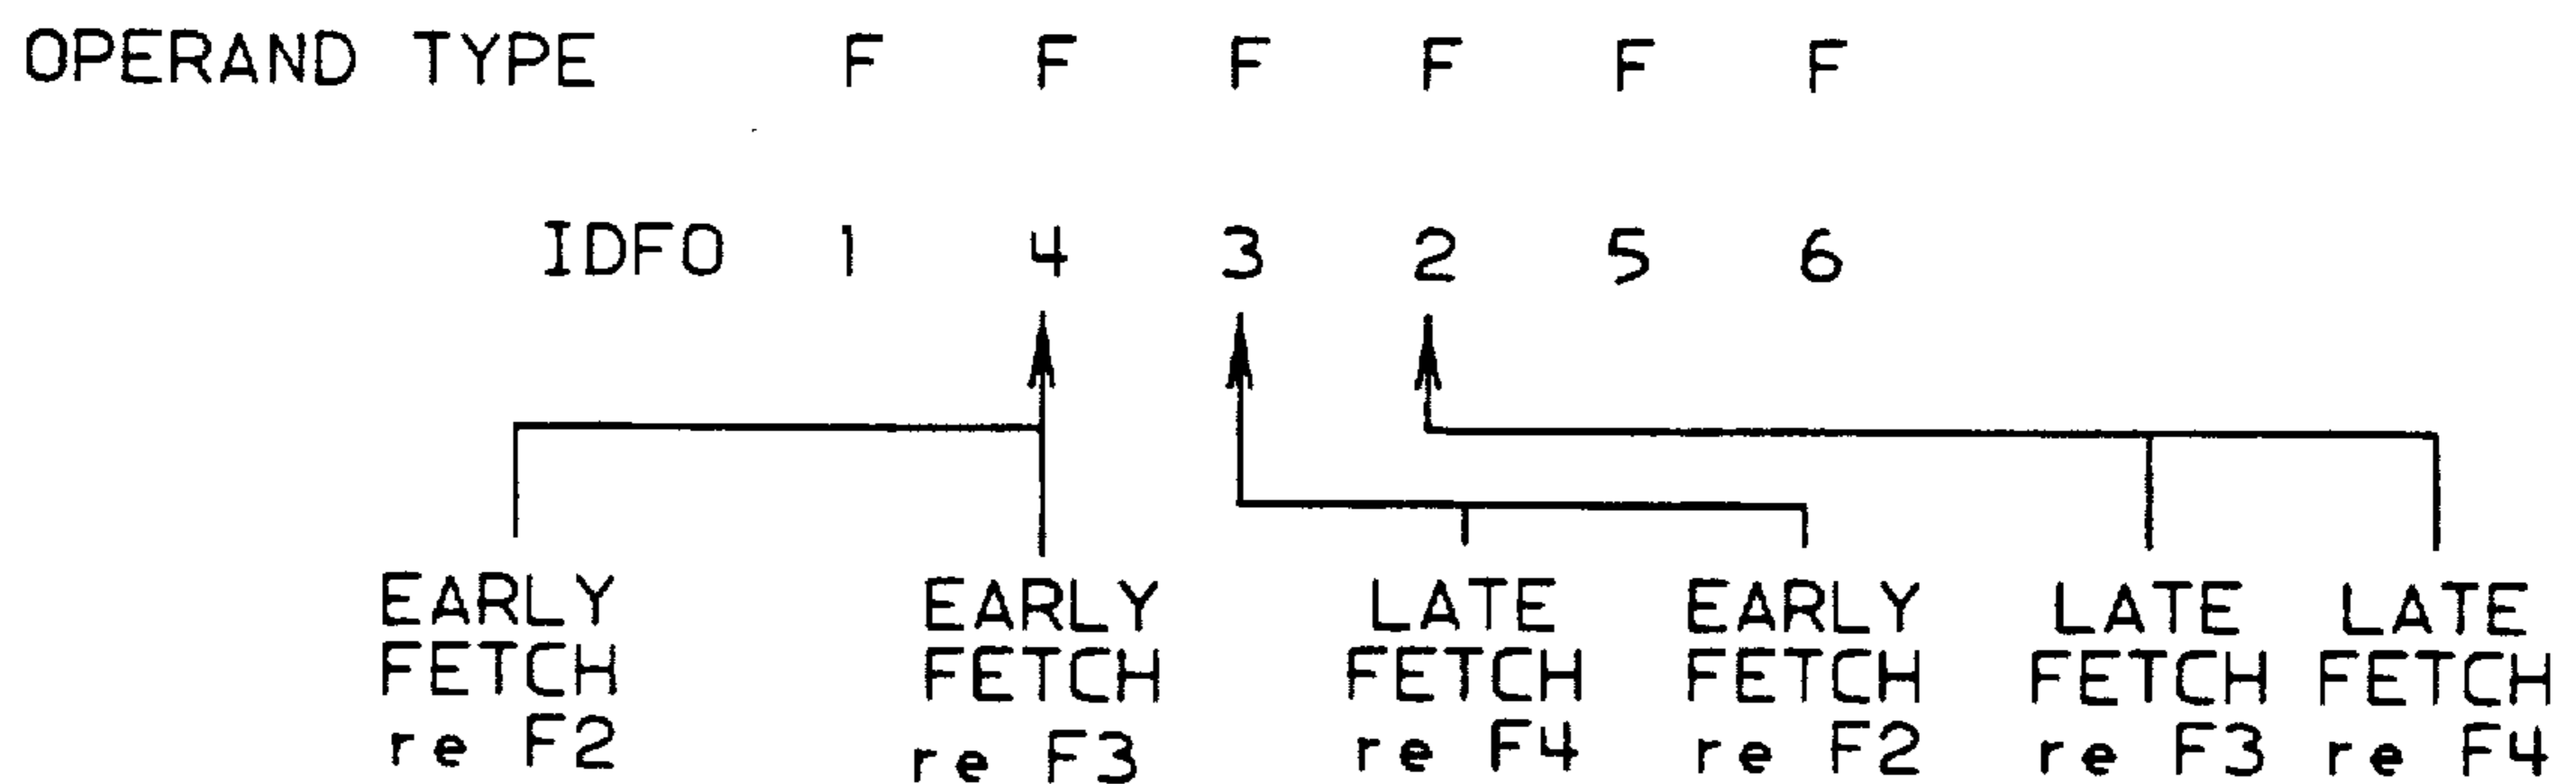 OPERAND TYPE F F F F F F
IDFO 1 4 3 2 5 6
EARLY FETCH re F2
EARLY FETCH re F3
LATE FETCH re F4
EARLY FETCH re F2
LATE FETCH re F3
LATE FETCH re F4